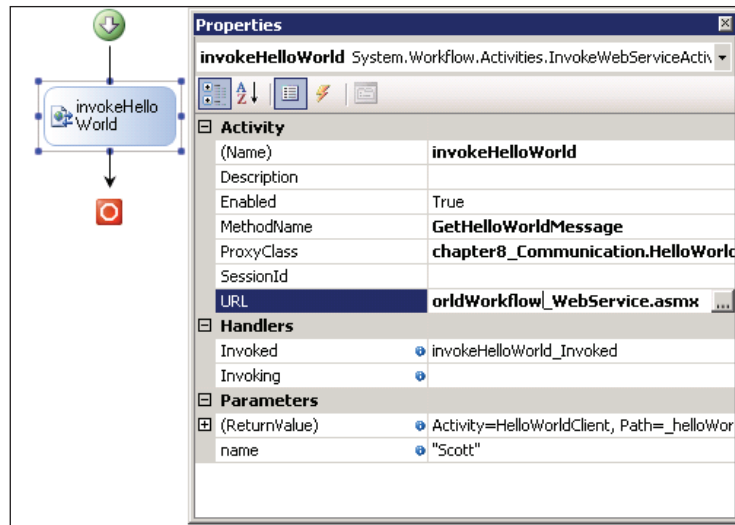 invokeHello
World
Properties
invokeHelloWorld System.Workflow.Activities.InvokeWebServiceActiv
Activity
(Name) invokeHelloWorld
Description
Enabled True
MethodName GetHelloWorldMessage
ProxyClass chapter8_Communication.HelloWorld
SessionId
URL orldWorkflow_WebService.asmx ...
Handlers
Invoked invokeHelloWorld_Invoked
Invoking
Parameters
(ReturnValue) Activity=HelloWorldClient, Path=_helloWor
name "Scott"